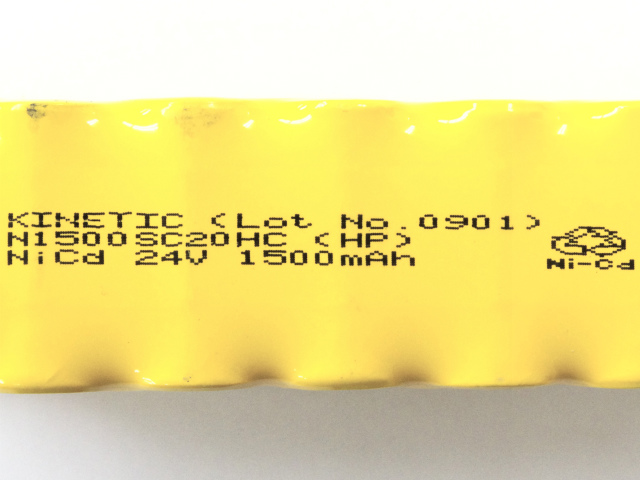 KINETIC (Lot No.0901)
N1500SC20HC (HP)
NiCd 24V 1500mAh
Ni-Cd